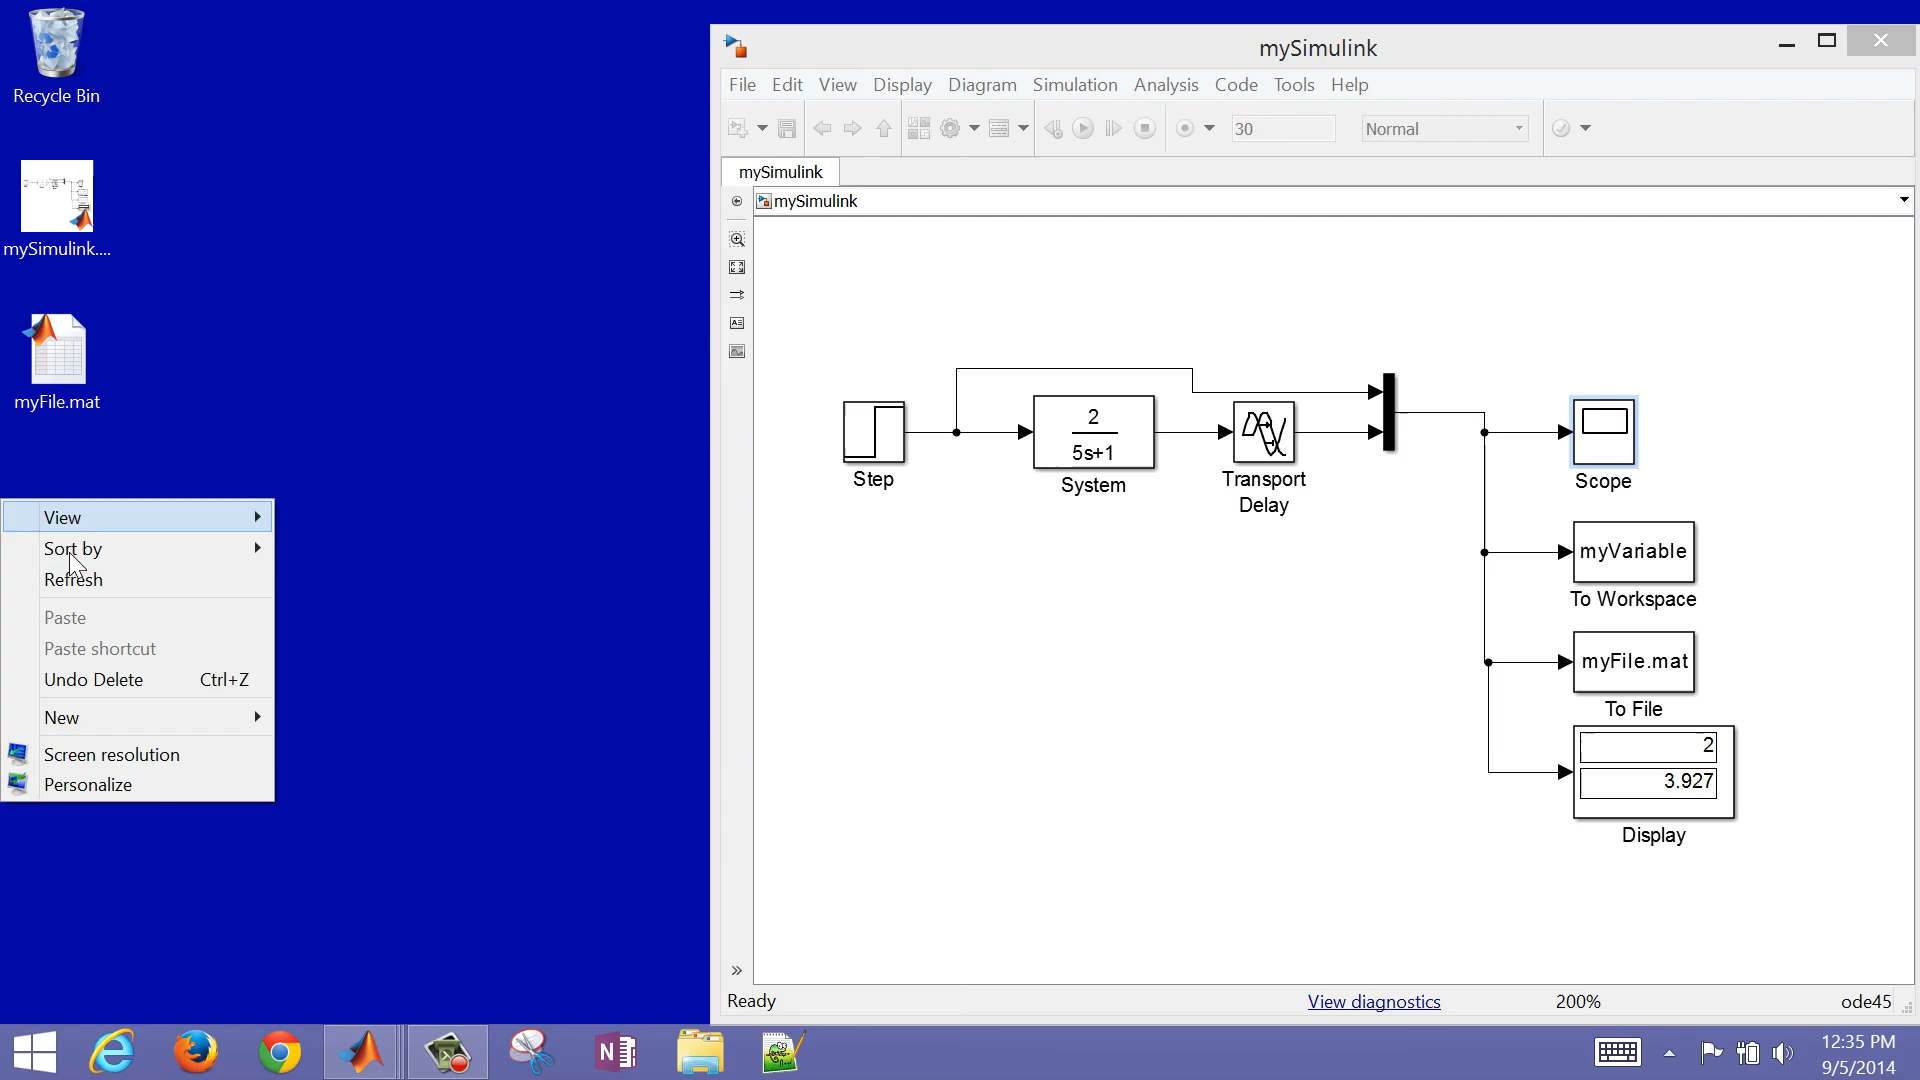 Recycle Bin
mySimulink....
myFile.mat
View
Sort by
Refresh
Paste
Paste shortcut
Undo Delete Ctrl+Z
New
Screen resolution
Personalize
mySimulink
File Edit View Display Diagram Simulation Analysis Code Tools Help
30 Normal
mySimulink
mySimulink
Step
2
5s+1
System
Transport
Delay
Scope
myVariable
To Workspace
myFile.mat
To File
2
3.927
Display
Ready View diagnostics 200% ode45
12:35 PM
9/5/2014